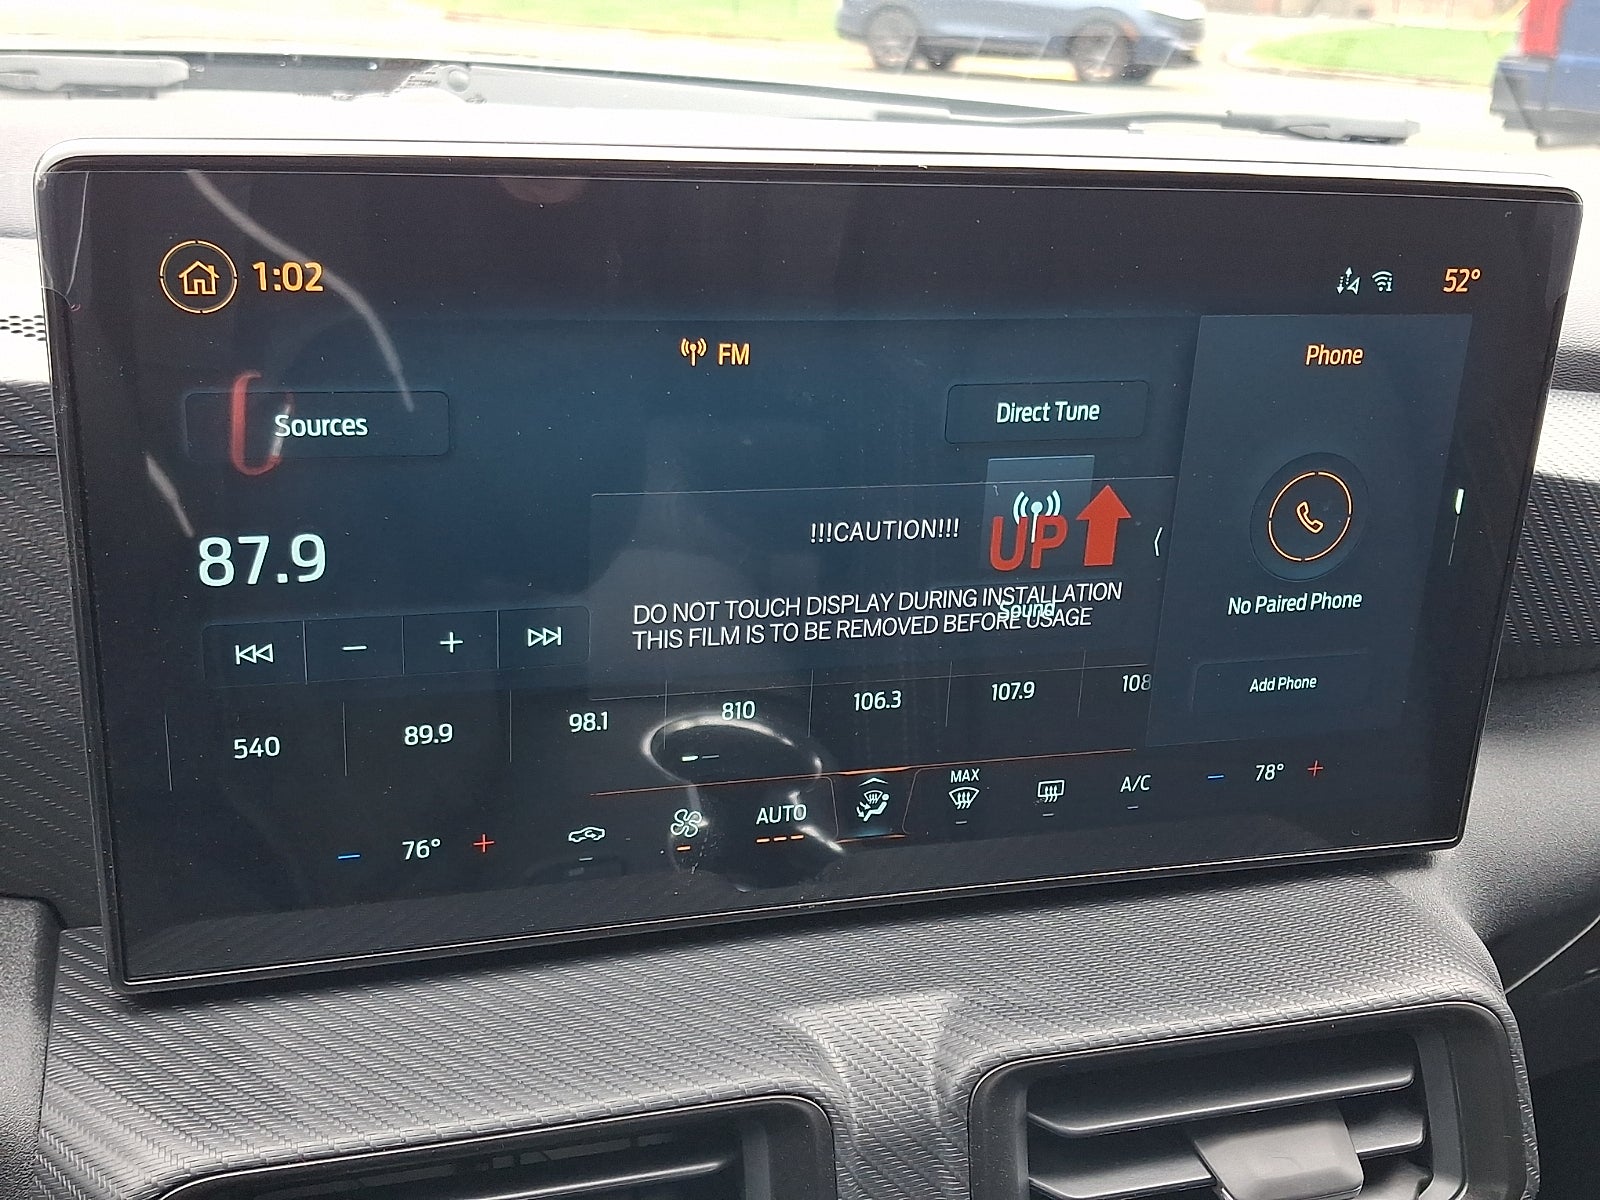 1:02
52°
FM
Phone
Sources
Direct Tune
!!!CAUTION!!!
UP
87.9
DO NOT TOUCH DISPLAY DURING INSTALLATION
THIS FILM IS TO BE REMOVED BEFORE USAGE
Sound
No Paired Phone
Add Phone
540
89.9
98.1
810
106.3
107.9
108
− 76° +
AUTO
MAX
A/C
− 78° +